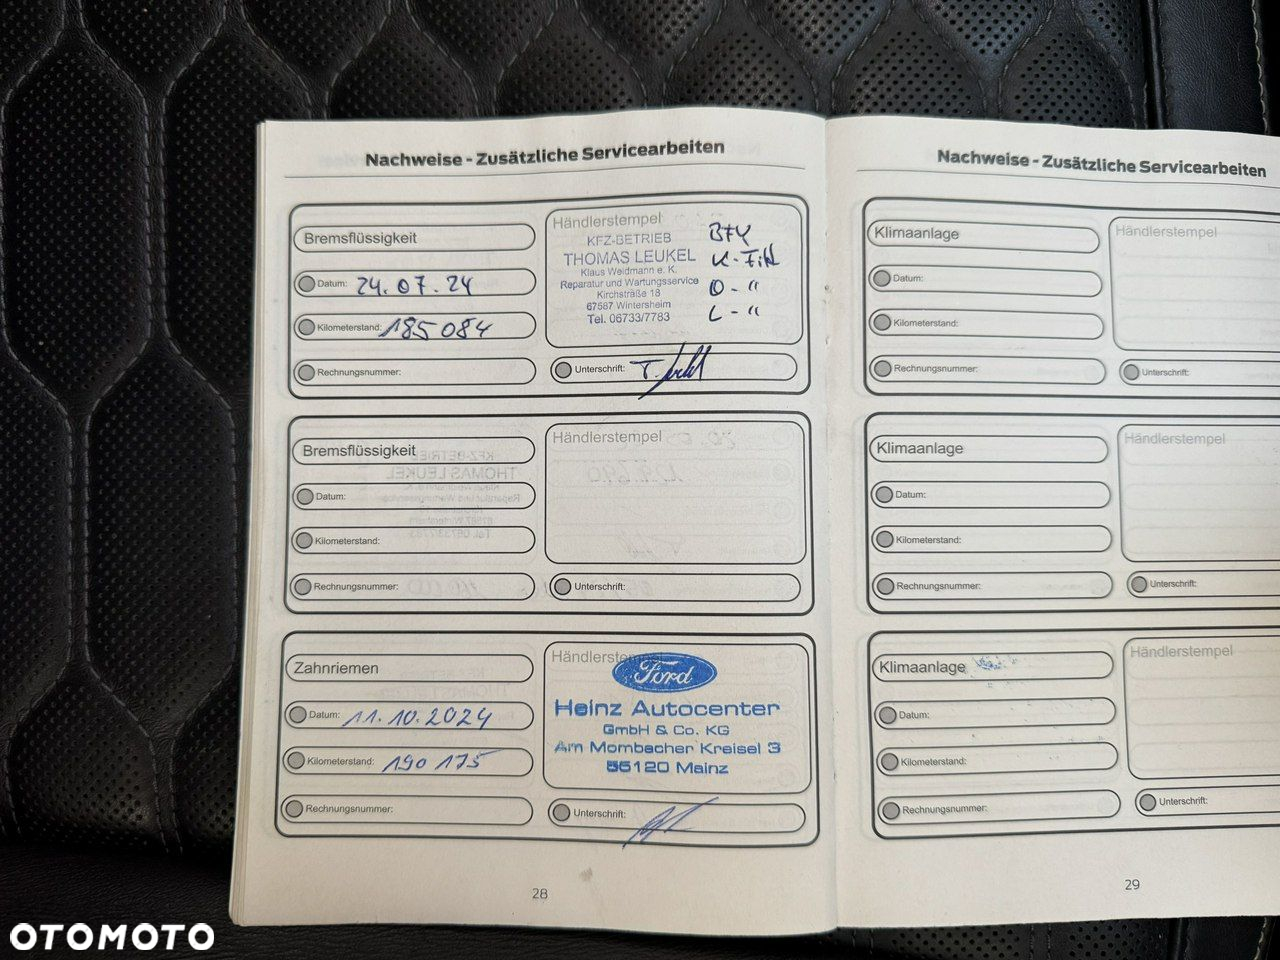 Nachweise - Zusätzliche Servicearbeiten
Bremsflüssigkeit
Datum: 24.07.24
Kilometerstand: 185 084
Rechnungsnummer:
Händlerstempel
KFZ-BETRIEB
THOMAS LEUKEL
Klaus Weidmann e. K.
Reparatur und Wartungsservice
Kirchstraße 18
67587 Wintersheim
Tel. 06733/7783
Unterschrift:
Bremsflüssigkeit
Datum:
Kilometerstand:
Rechnungsnummer:
Händlerstempel
Unterschrift:
Zahnriemen
Datum: 11.10.2024
Kilometerstand: 190 175
Rechnungsnummer:
Händlerstempel
Ford
Heinz Autocenter
GmbH & Co. KG
Am Mombacher Kreisel 3
55120 Mainz
Unterschrift:
28
Nachweise - Zusätzliche Servicearbeiten
Klimaanlage
Datum:
Kilometerstand:
Rechnungsnummer:
Händlerstempel
Unterschrift:
Klimaanlage
Datum:
Kilometerstand:
Rechnungsnummer:
Händlerstempel
Unterschrift:
Klimaanlage
Datum:
Kilometerstand:
Rechnungsnummer:
Händlerstempel
Unterschrift:
29
OTOMOTO